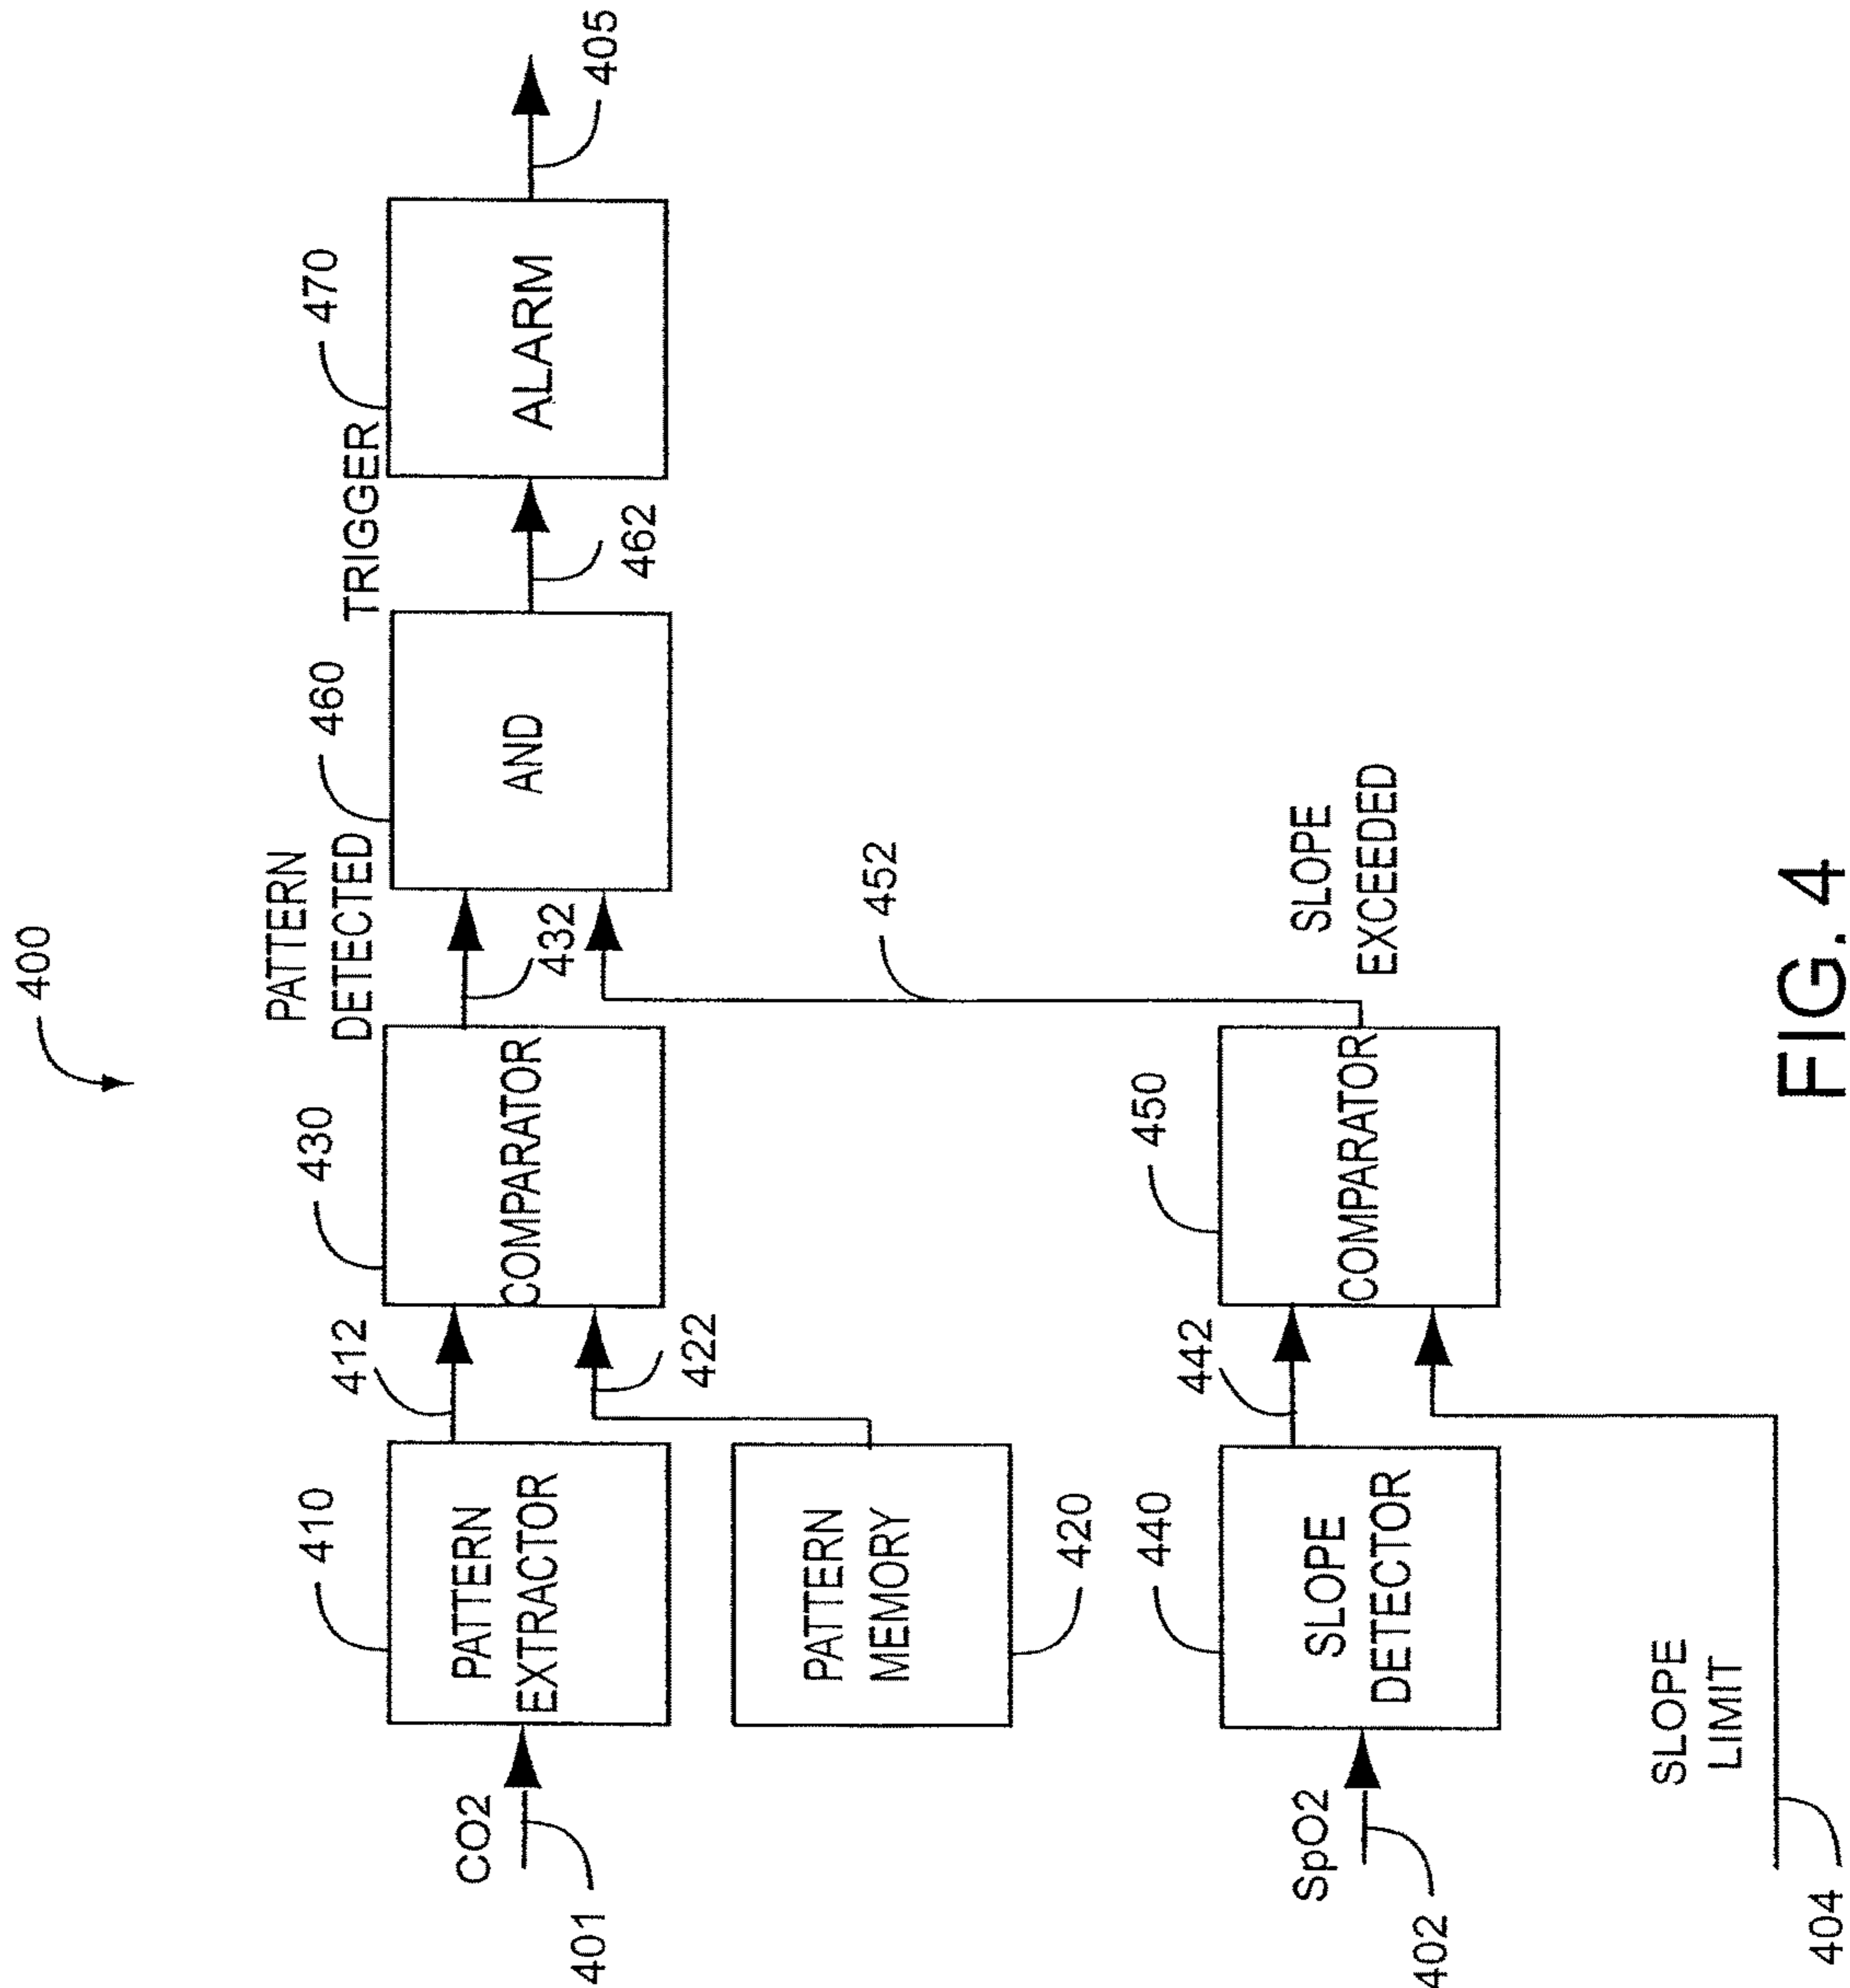 400
CO2
401
410
PATTERN
EXTRACTOR
412
430
COMPARATOR
PATTERN
DETECTED
432
460
AND
TRIGGER
462
470
ALARM
405
PATTERN
MEMORY
420
422
SpO2
402
440
SLOPE
DETECTOR
442
450
COMPARATOR
452
SLOPE
EXCEEDED
SLOPE
LIMIT
404
FIG. 4